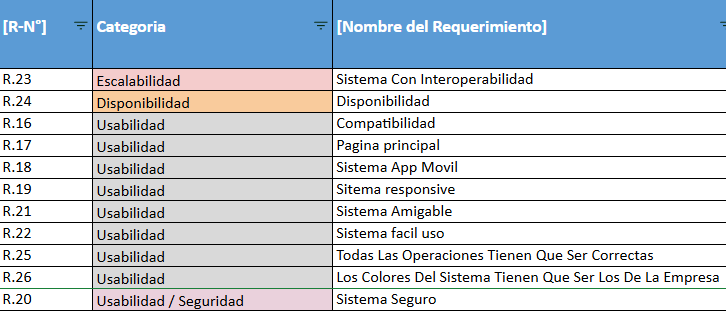 [R-N°] Categoria [Nombre del Requerimiento]
R.23 Escalabilidad Sistema Con Interoperabilidad
R.24 Disponibilidad Disponibilidad
R.16 Usabilidad Compatibilidad
R.17 Usabilidad Pagina principal
R.18 Usabilidad Sistema App Movil
R.19 Usabilidad Sitema responsive
R.21 Usabilidad Sistema Amigable
R.22 Usabilidad Sistema facil uso
R.25 Usabilidad Todas Las Operaciones Tienen Que Ser Correctas
R.26 Usabilidad Los Colores Del Sistema Tienen Que Ser Los De La Empresa
R.20 Usabilidad / Seguridad Sistema Seguro